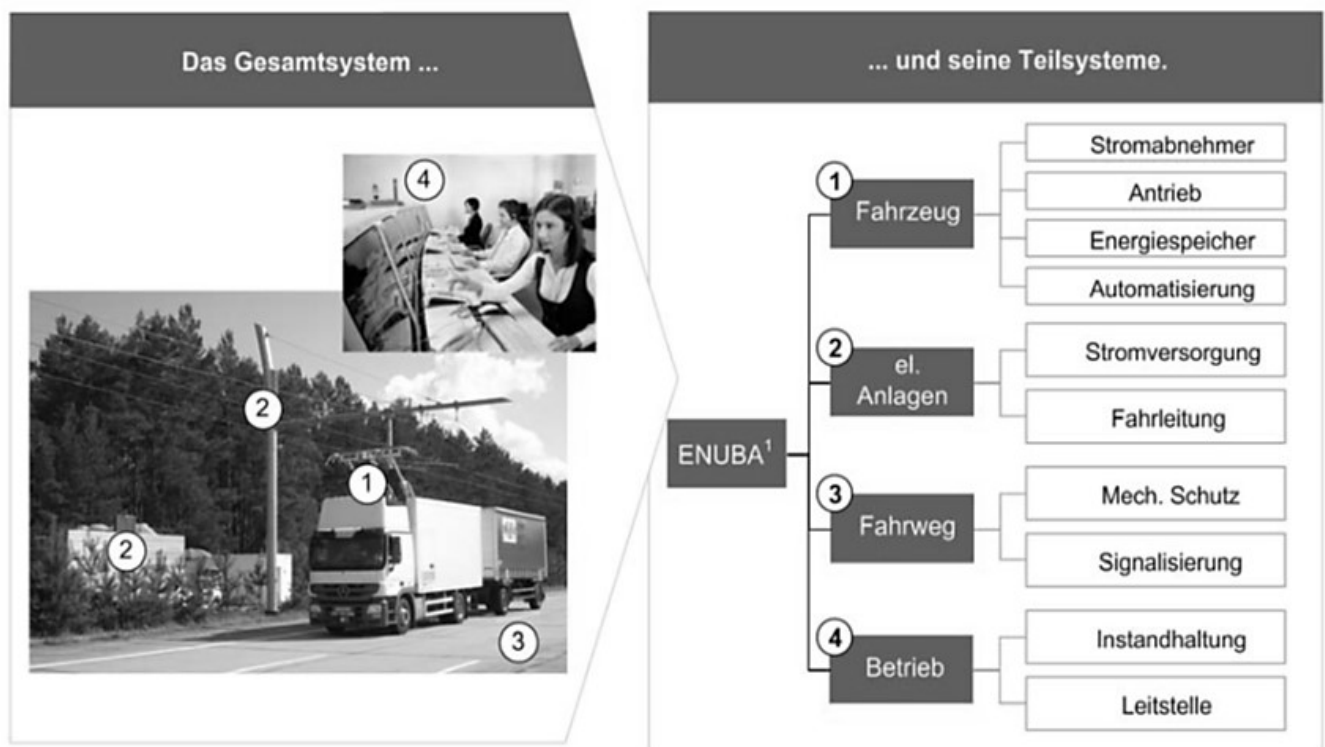 Das Gesamtsystem ...
4
2
1
2
3
... und seine Teilsysteme.
ENUBA¹
1
Fahrzeug
Stromabnehmer
Antrieb
Energiespeicher
Automatisierung
2
el.
Anlagen
Stromversorgung
Fahrleitung
3
Fahrweg
Mech. Schutz
Signalisierung
4
Betrieb
Instandhaltung
Leitstelle